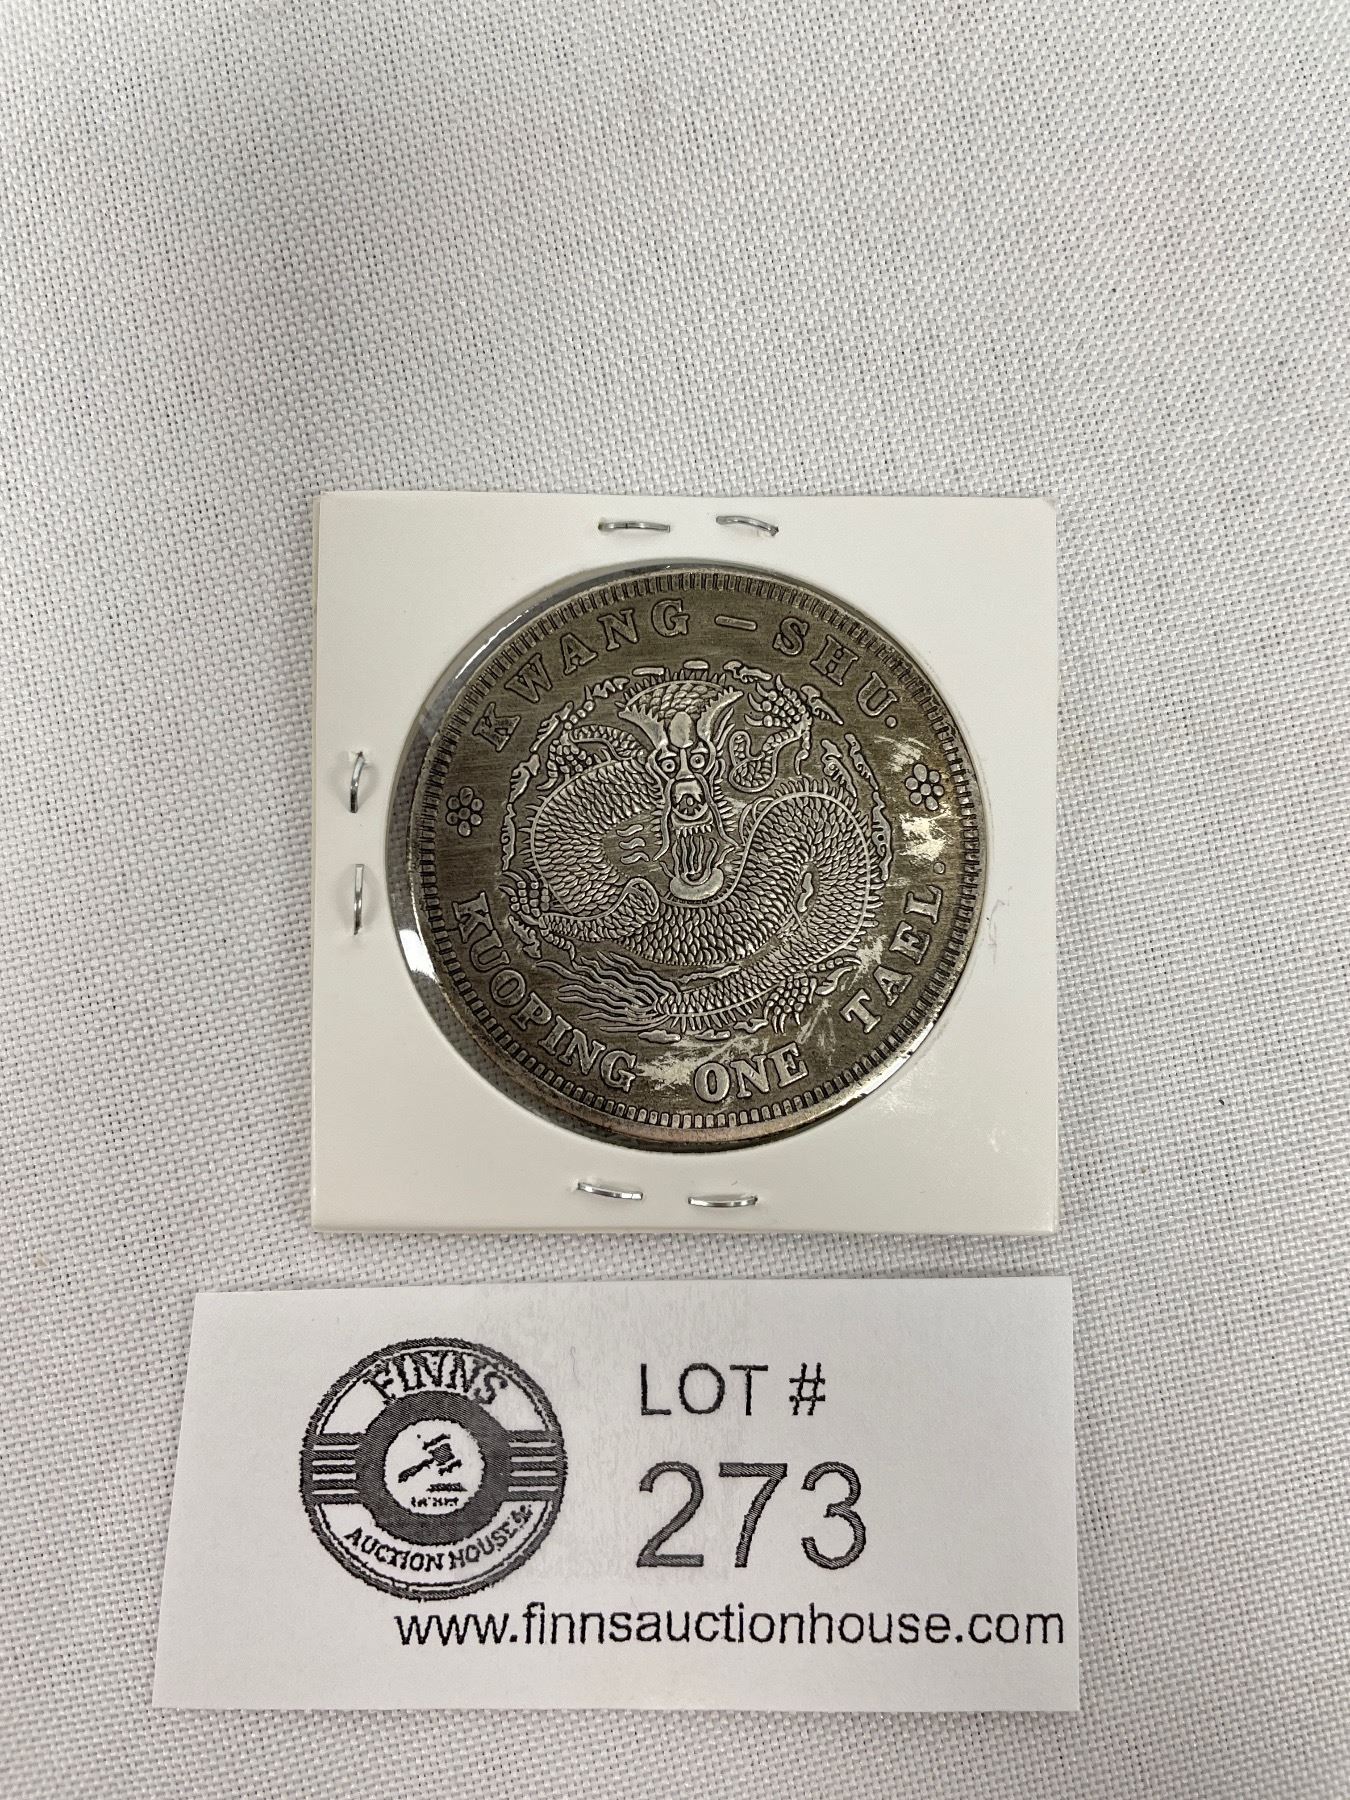 KWANG – SHU.
KUOPING ONE TAEL.
FINNS
AUCTION HOUSE
LOT #
273
www.finnsauctionhouse.com